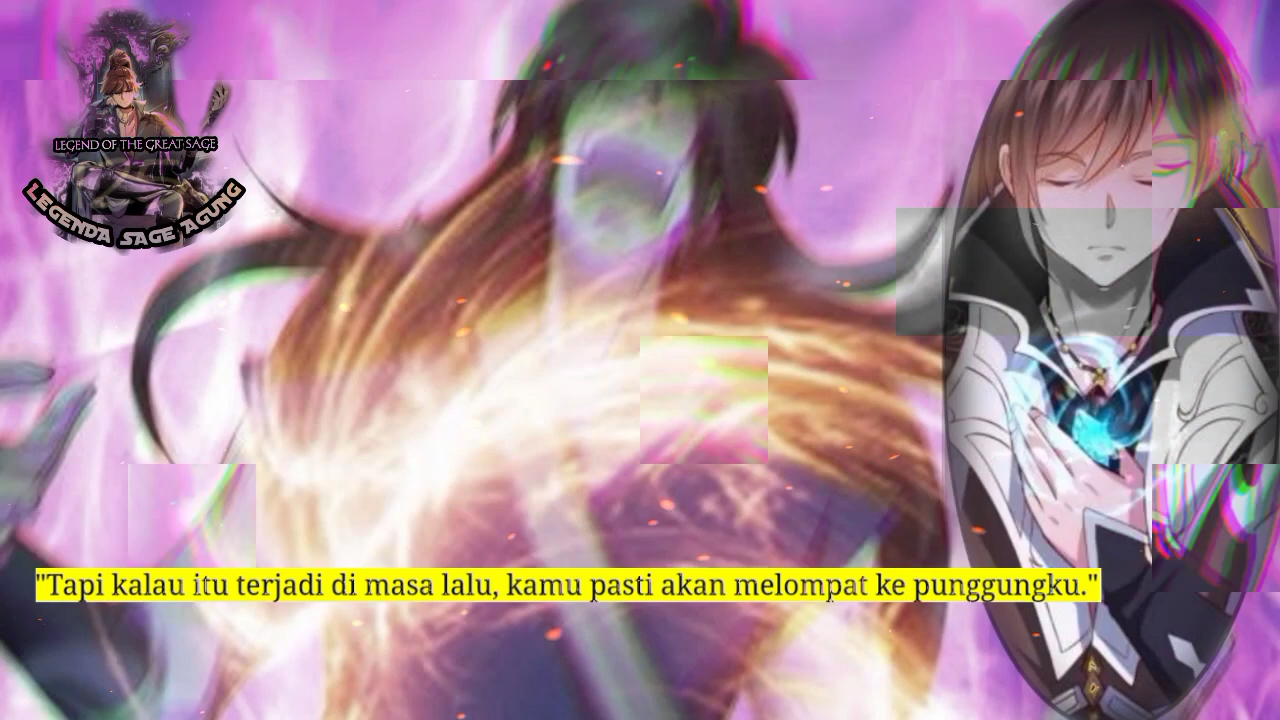 LEGEND OF THE GREAT SAGE
LEGENDA SAGE AGUNG
"Tapi kalau itu terjadi di masa lalu, kamu pasti akan melompat ke punggungku."